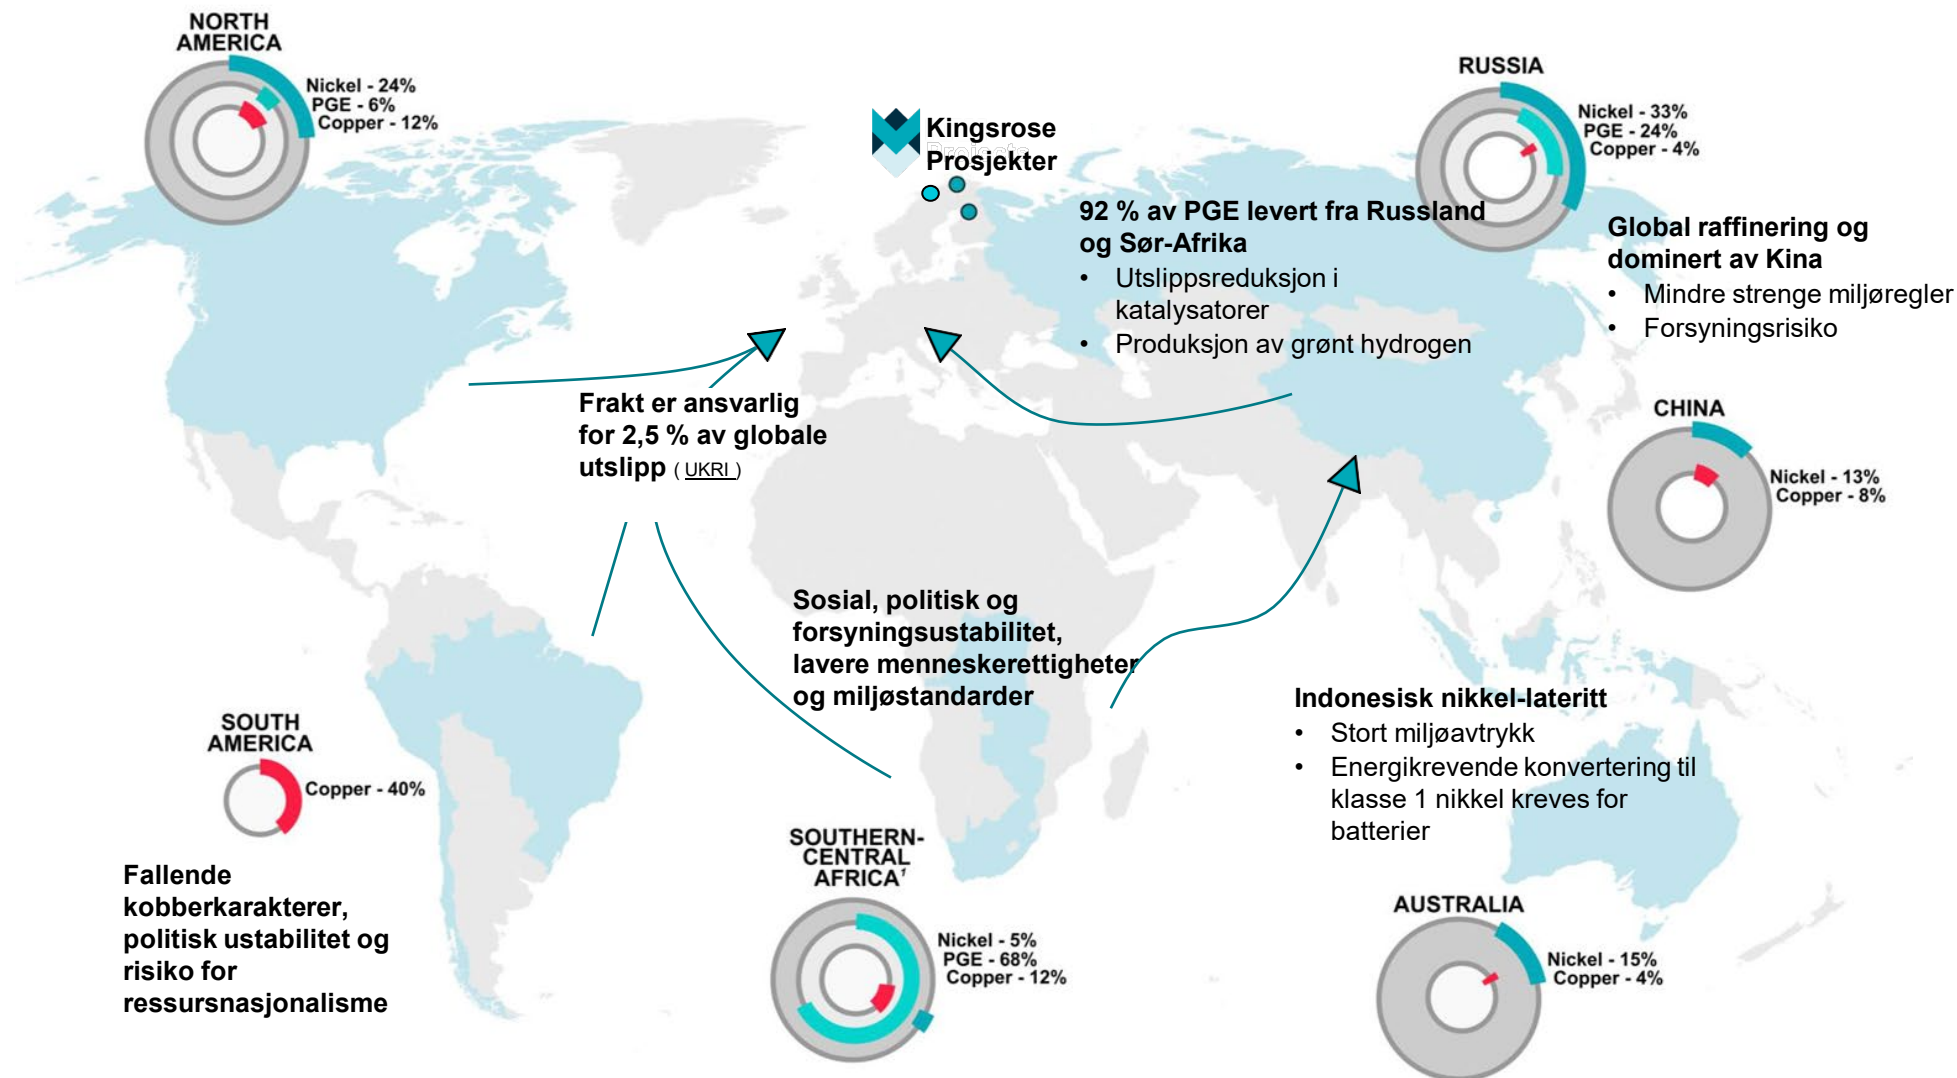 NORTH
AMERICA
Nickel - 24%
PGE - 6%
Copper - 12%
Kingsrose
Projects
Prosjekter
RUSSIA
Nickel - 33%
PGE - 24%
Copper - 4%
92 % av PGE levert fra Russland
og Sør-Afrika
• Utslippsreduksjon i
katalysatorer
• Produksjon av grønt hydrogen
Global raffinering og
dominert av Kina
• Mindre strenge miljøregler
• Forsyningsrisiko
Frakt er ansvarlig
for 2,5 % av globale
utslipp ( UKRI )
CHINA
Nickel - 13%
Copper - 8%
Sosial, politisk og
forsyningsustabilitet,
lavere menneskerettigheter
og miljøstandarder
Indonesisk nikkel-lateritt
• Stort miljøavtrykk
• Energikrevende konvertering til
klasse 1 nikkel kreves for
batterier
SOUTH
AMERICA
Copper - 40%
Fallende
kobberkarakterer,
politisk ustabilitet og
risiko for
ressursnasjonalisme
SOUTHERN-
CENTRAL
AFRICA¹
Nickel - 5%
PGE - 68%
Copper - 12%
AUSTRALIA
Nickel - 15%
Copper - 4%